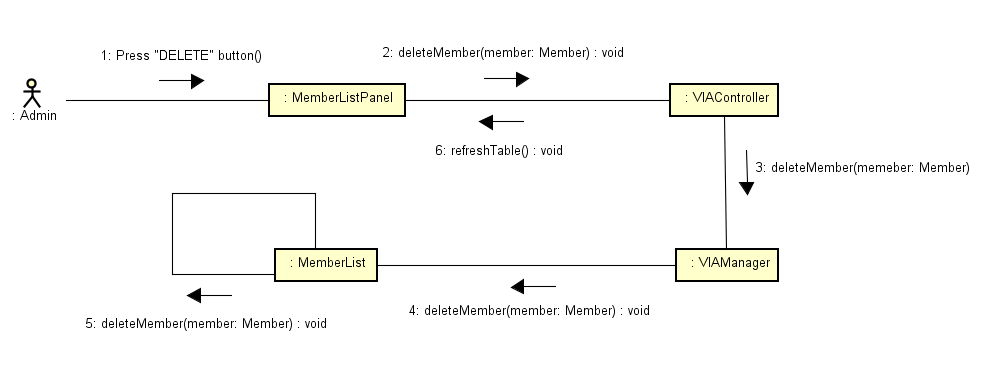 1: Press "DELETE" button()
2: deleteMember(member: Member) : void
: Admin
: MemberListPanel
: VIAController
6: refreshTable() : void
3: deleteMember(memeber: Member)
: MemberList
: VIAManager
4: deleteMember(member: Member) : void
5: deleteMember(member: Member) : void